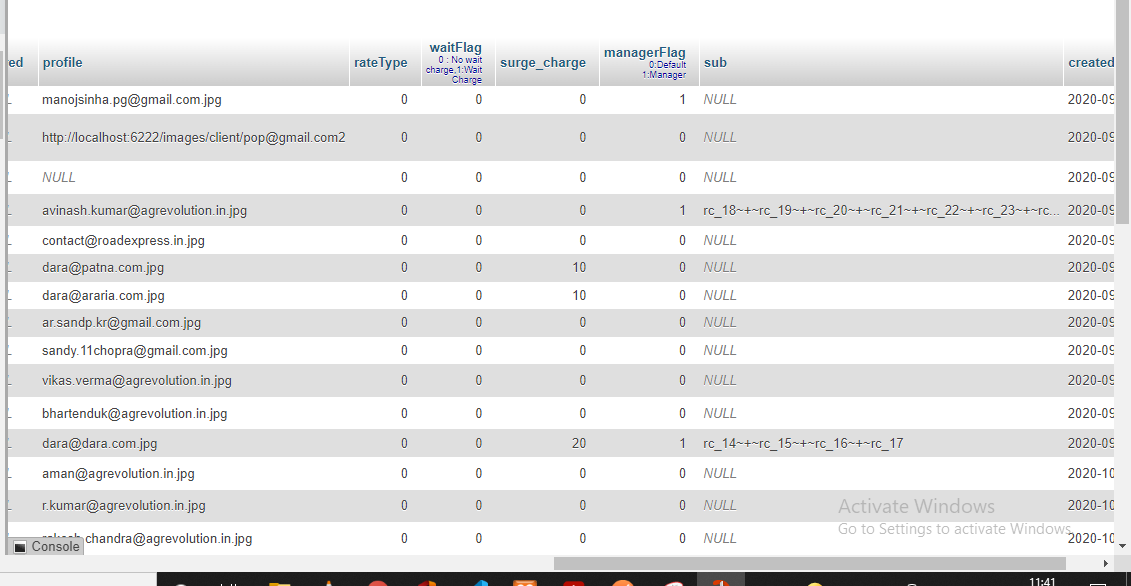 ed profile rateType waitFlag surge_charge managerFlag sub created
0 : No wait charge,1:Wait Charge
0:Default 1:Manager
manojsinha.pg@gmail.com.jpg 0 0 0 1 NULL 2020-09
http://localhost:6222/images/client/pop@gmail.com2 0 0 0 0 NULL 2020-09
NULL 0 0 0 0 NULL 2020-09
avinash.kumar@agrevolution.in.jpg 0 0 0 1 rc_18~+~rc_19~+~rc_20~+~rc_21~+~rc_22~+~rc_23~+~rc... 2020-09
contact@roadexpress.in.jpg 0 0 0 0 NULL 2020-09
dara@patna.com.jpg 0 0 10 0 NULL 2020-09
dara@araria.com.jpg 0 0 10 0 NULL 2020-09
ar.sandp.kr@gmail.com.jpg 0 0 0 0 NULL 2020-09
sandy.11chopra@gmail.com.jpg 0 0 0 0 NULL 2020-09
vikas.verma@agrevolution.in.jpg 0 0 0 0 NULL 2020-09
bhartenduk@agrevolution.in.jpg 0 0 0 0 NULL 2020-09
dara@dara.com.jpg 0 0 20 1 rc_14~+~rc_15~+~rc_16~+~rc_17 2020-09
aman@agrevolution.in.jpg 0 0 0 0 NULL 2020-10
r.kumar@agrevolution.in.jpg 0 0 0 0 NULL 2020-10
Activate Windows
Go to Settings to activate Windows.
chandra@agrevolution.in.jpg 0 0 0 0 NULL 2020-10
Console
11:41